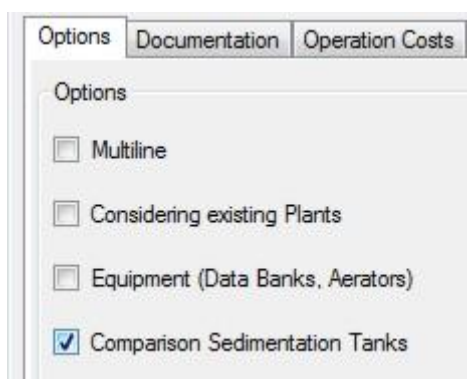 Options Documentation Operation Costs
Options
Multiline
Considering existing Plants
Equipment (Data Banks, Aerators)
Comparison Sedimentation Tanks